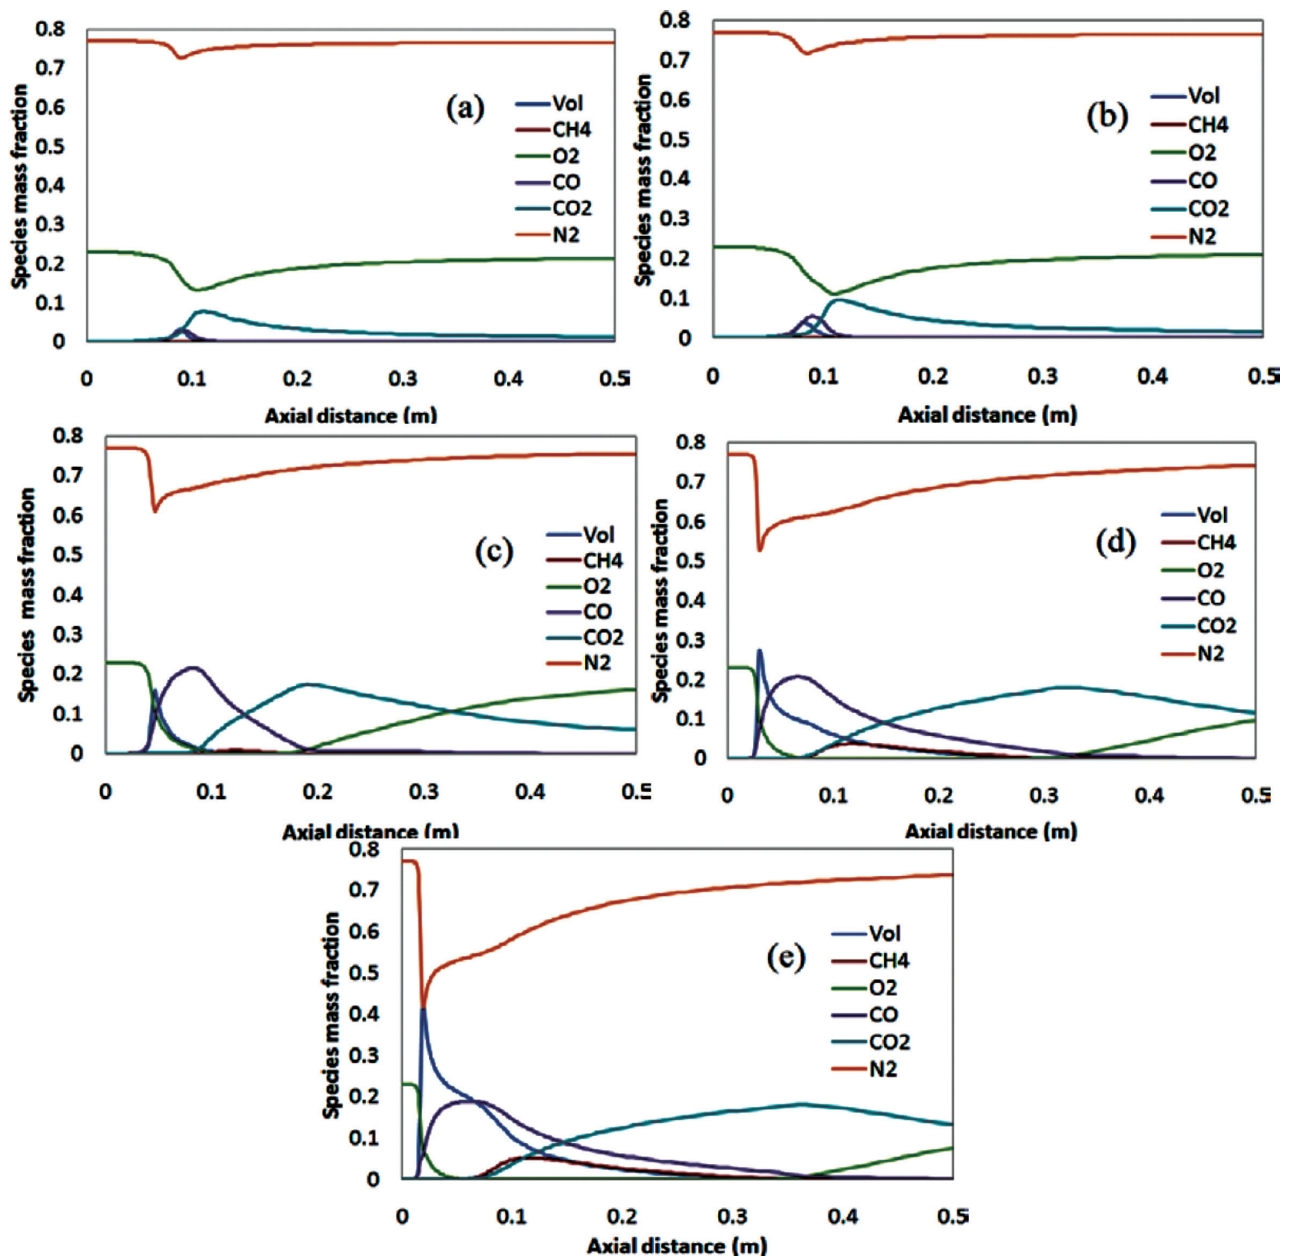 0.8
0.7
0.6
0.5
0.4
0.3
0.2
0.1
0
Species mass fraction
(a)
Vol
CH4
O2
CO
CO2
N2
0 0.1 0.2 0.3 0.4 0.5
Axial distance (m)
0.8
0.7
0.6
0.5
0.4
0.3
0.2
0.1
0
Species mass fraction
(b)
Vol
CH4
O2
CO
CO2
N2
0 0.1 0.2 0.3 0.4 0.5
Axial distance (m)
0.8
0.7
0.6
0.5
0.4
0.3
0.2
0.1
0
Species mass fraction
(c)
Vol
CH4
O2
CO
CO2
N2
0 0.1 0.2 0.3 0.4 0.5
Axial distance (m)
0.8
0.7
0.6
0.5
0.4
0.3
0.2
0.1
0
Species mass fraction
(d)
Vol
CH4
O2
CO
CO2
N2
0 0.1 0.2 0.3 0.4 0.5
Axial distance (m)
0.8
0.7
0.6
0.5
0.4
0.3
0.2
0.1
0
Species mass fraction
(e)
Vol
CH4
O2
CO
CO2
N2
0 0.1 0.2 0.3 0.4 0.5
Axial distance (m)